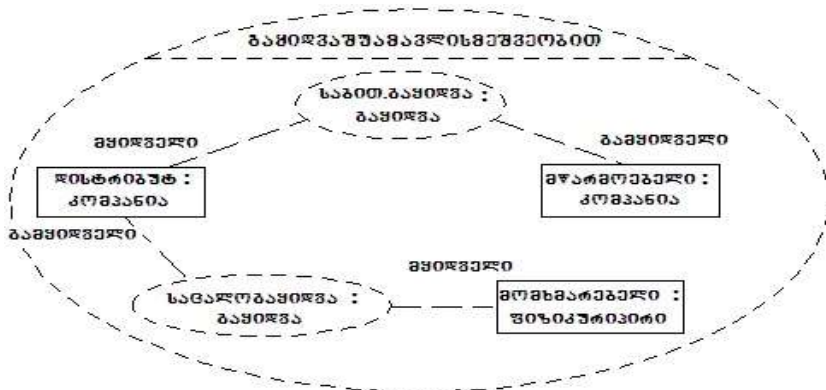 ᲒᲐᲧᲘᲓᲕᲐᲨᲣᲐᲛᲐᲕᲚᲘᲡᲛᲔᲨᲕᲔᲝᲑᲘᲗ
ᲡᲐᲑᲘᲗ.ᲒᲐᲧᲘᲓᲕᲐ :
ᲒᲐᲧᲘᲓᲕᲐ
ᲛᲧᲘᲓᲕᲔᲚᲘ
ᲒᲐᲛᲧᲘᲓᲕᲔᲚᲘ
ᲓᲘᲡᲢᲠᲘᲑᲣᲢ :
ᲙᲝᲛᲞᲐᲜᲘᲐ
ᲛᲬᲐᲠᲛᲝᲔᲑᲔᲚᲘ :
ᲙᲝᲛᲞᲐᲜᲘᲐ
ᲒᲐᲛᲧᲘᲓᲕᲔᲚᲘ
ᲛᲧᲘᲓᲕᲔᲚᲘ
ᲡᲐᲪᲐᲚᲝᲒᲐᲧᲘᲓᲕᲐ :
ᲒᲐᲧᲘᲓᲕᲐ
ᲛᲝᲛᲮᲛᲐᲠᲔᲑᲔᲚᲘ :
ᲤᲘᲖᲘᲙᲣᲠᲘᲞᲘᲠᲘ